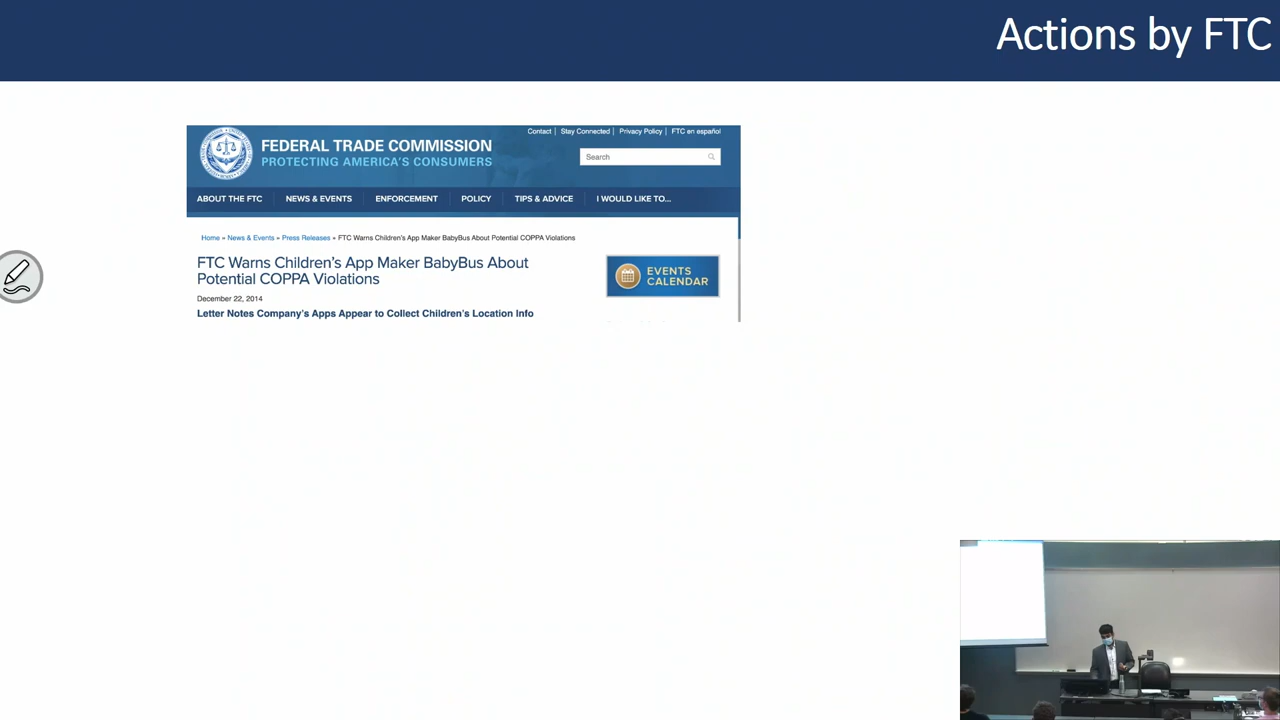 Actions by FTC
Contact | Stay Connected | Privacy Policy | FTC en español
FEDERAL TRADE COMMISSION
PROTECTING AMERICA'S CONSUMERS
Search
ABOUT THE FTC NEWS & EVENTS ENFORCEMENT POLICY TIPS & ADVICE I WOULD LIKE TO...
Home » News & Events » Press Releases » FTC Warns Children's App Maker BabyBus About Potential COPPA Violations
FTC Warns Children's App Maker BabyBus About
Potential COPPA Violations
EVENTS
CALENDAR
December 22, 2014
Letter Notes Company's Apps Appear to Collect Children's Location Info